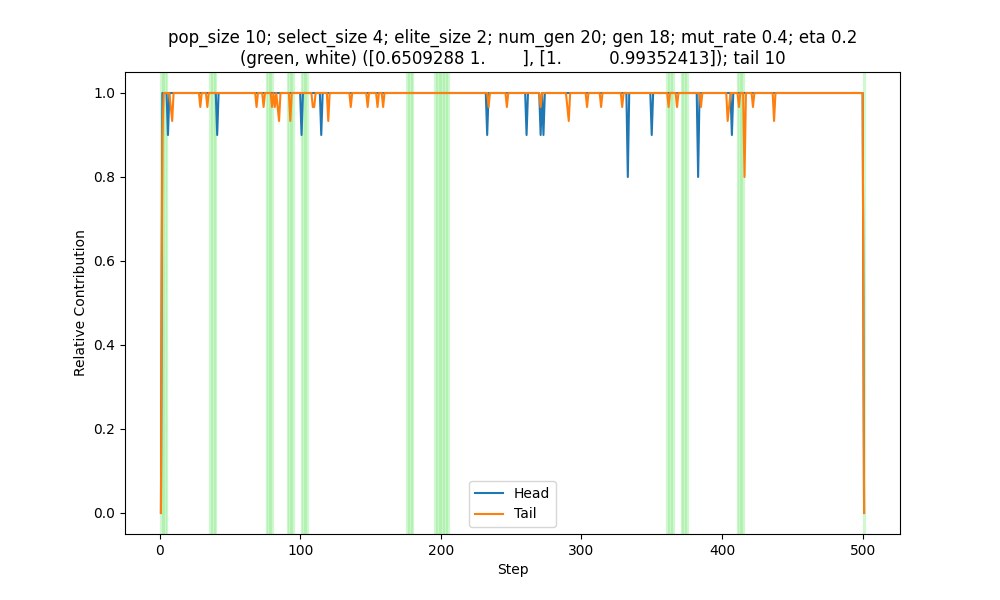 pop_size 10; select_size 4; elite_size 2; num_gen 20; gen 18; mut_rate 0.4; eta 0.2
(green, white) ([0.6509288 1.        ], [1.         0.99352413]); tail 10
1.0
0.8
0.6
0.4
0.2
0.0
Relative Contribution
Head
Tail
0
100
200
300
400
500
Step